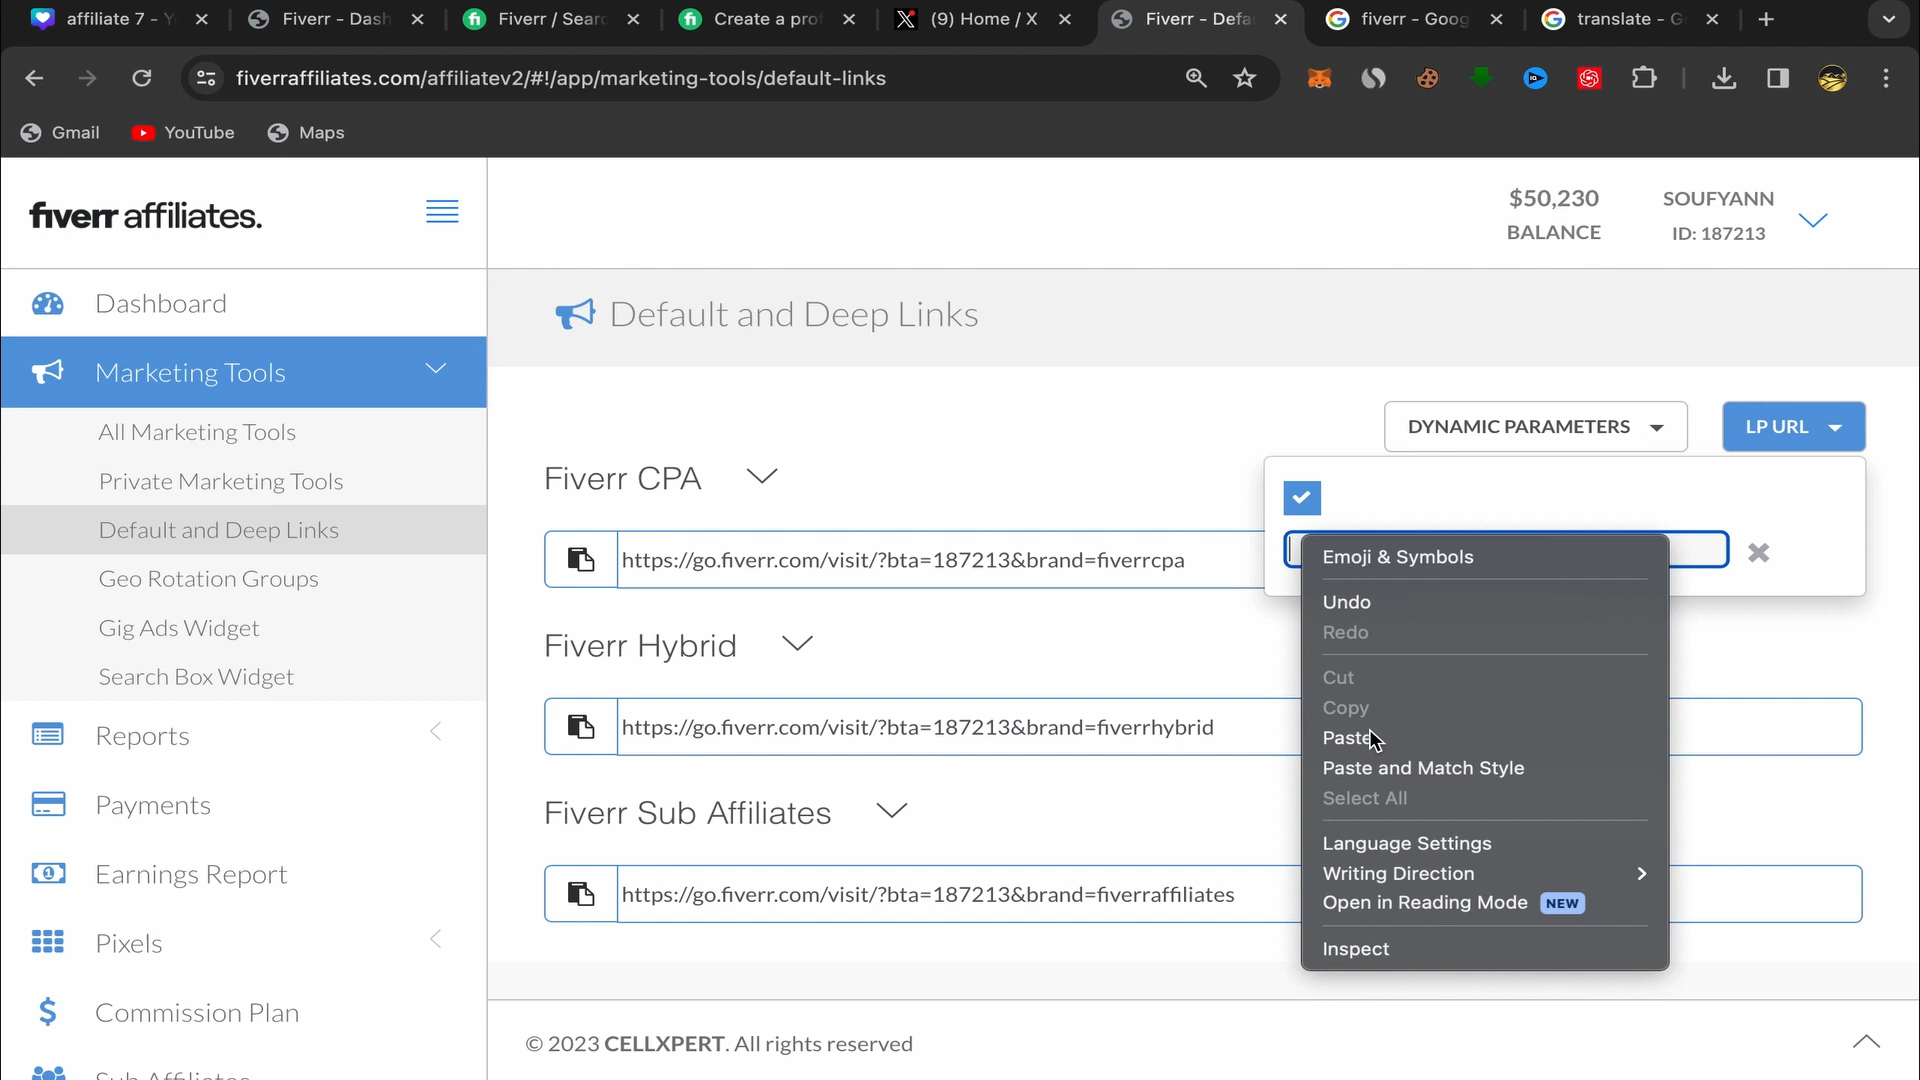 affiliate 7 -
Fiverr - Dash
Fiverr / Sear
Create a pro
(9) Home / X
Fiverr - Defa
fiverr - Goog
translate - G
fiverraffiliates.com/affiliatev2/#!/app/marketing-tools/default-links
Gmail
YouTube
Maps
fiverr affiliates.
$50,230
BALANCE
SOUFYANN
ID: 187213
Dashboard
Marketing Tools
All Marketing Tools
Private Marketing Tools
Default and Deep Links
Geo Rotation Groups
Gig Ads Widget
Search Box Widget
Reports
Payments
Earnings Report
Pixels
Commission Plan
Sub Affiliates
Default and Deep Links
DYNAMIC PARAMETERS
LP URL
Fiverr CPA
https://go.fiverr.com/visit/?bta=187213&brand=fiverrcpa
Fiverr Hybrid
https://go.fiverr.com/visit/?bta=187213&brand=fiverrhybrid
Fiverr Sub Affiliates
https://go.fiverr.com/visit/?bta=187213&brand=fiverraffiliates
Emoji & Symbols
Undo
Redo
Cut
Copy
Paste
Paste and Match Style
Select All
Language Settings
Writing Direction
Open in Reading Mode NEW
Inspect
© 2023 CELLXPERT. All rights reserved